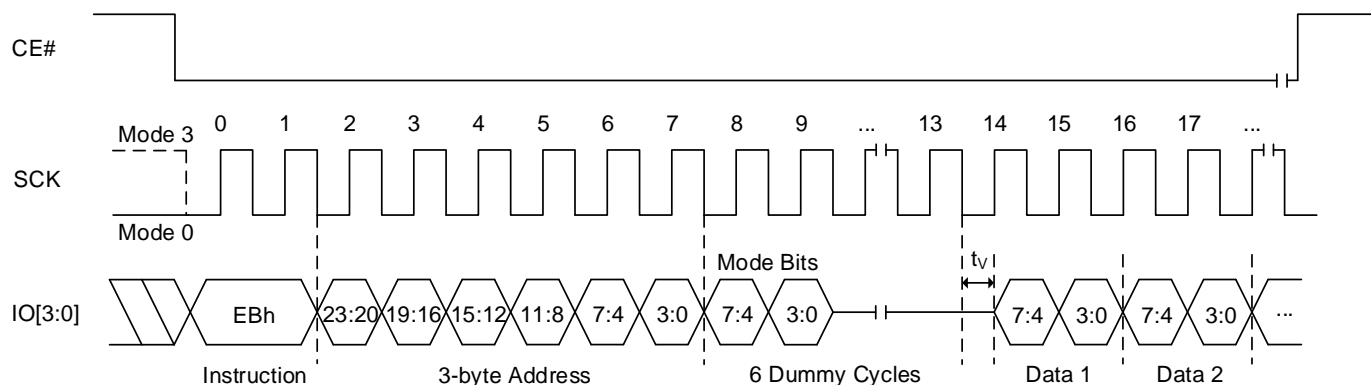 CE#
0 1 2 3 4 5 6 7 8 9 ... 13 14 15 16 17 ...
Mode 3
SCK
Mode 0
Mode Bits
tV
IO[3:0] EBh 23:20 19:16 15:12 11:8 7:4 3:0 7:4 3:0 7:4 3:0 7:4 3:0 ...
Instruction 3-byte Address 6 Dummy Cycles Data 1 Data 2